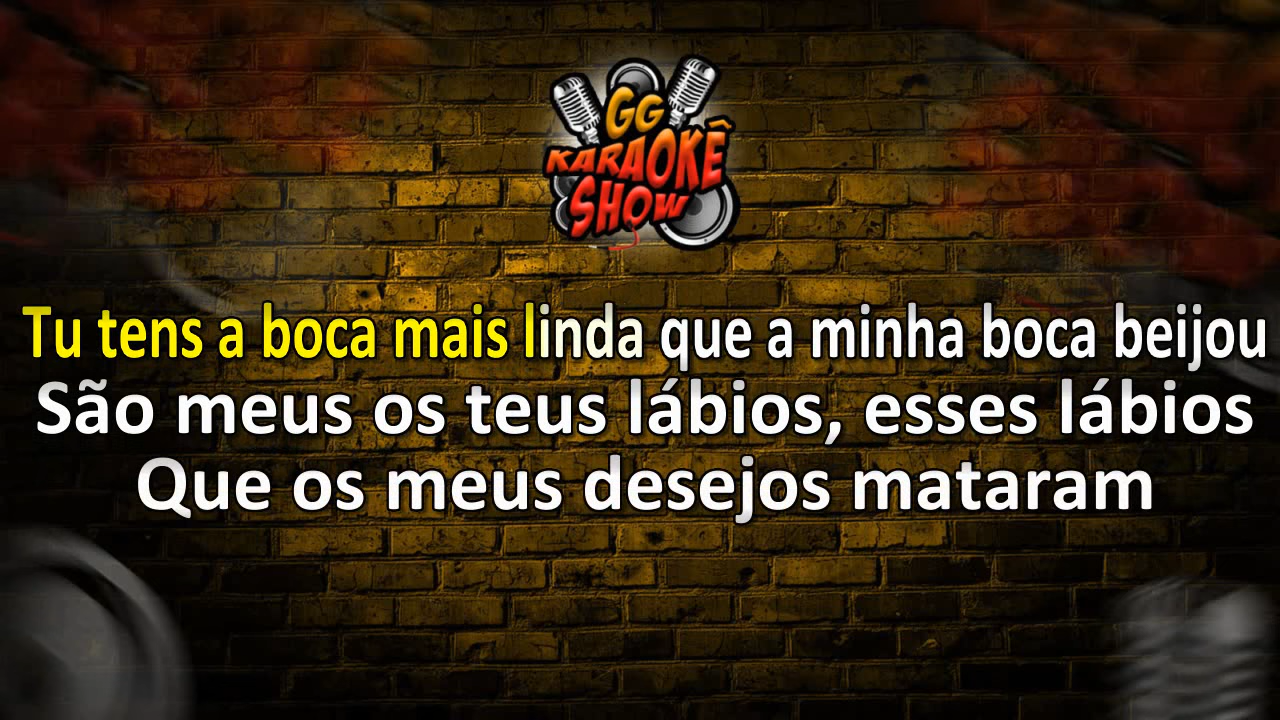 GG
KARAOKÊ
SHOW
Tu tens a boca mais linda que a minha boca beijou
São meus os teus lábios, esses lábios
Que os meus desejos mataram